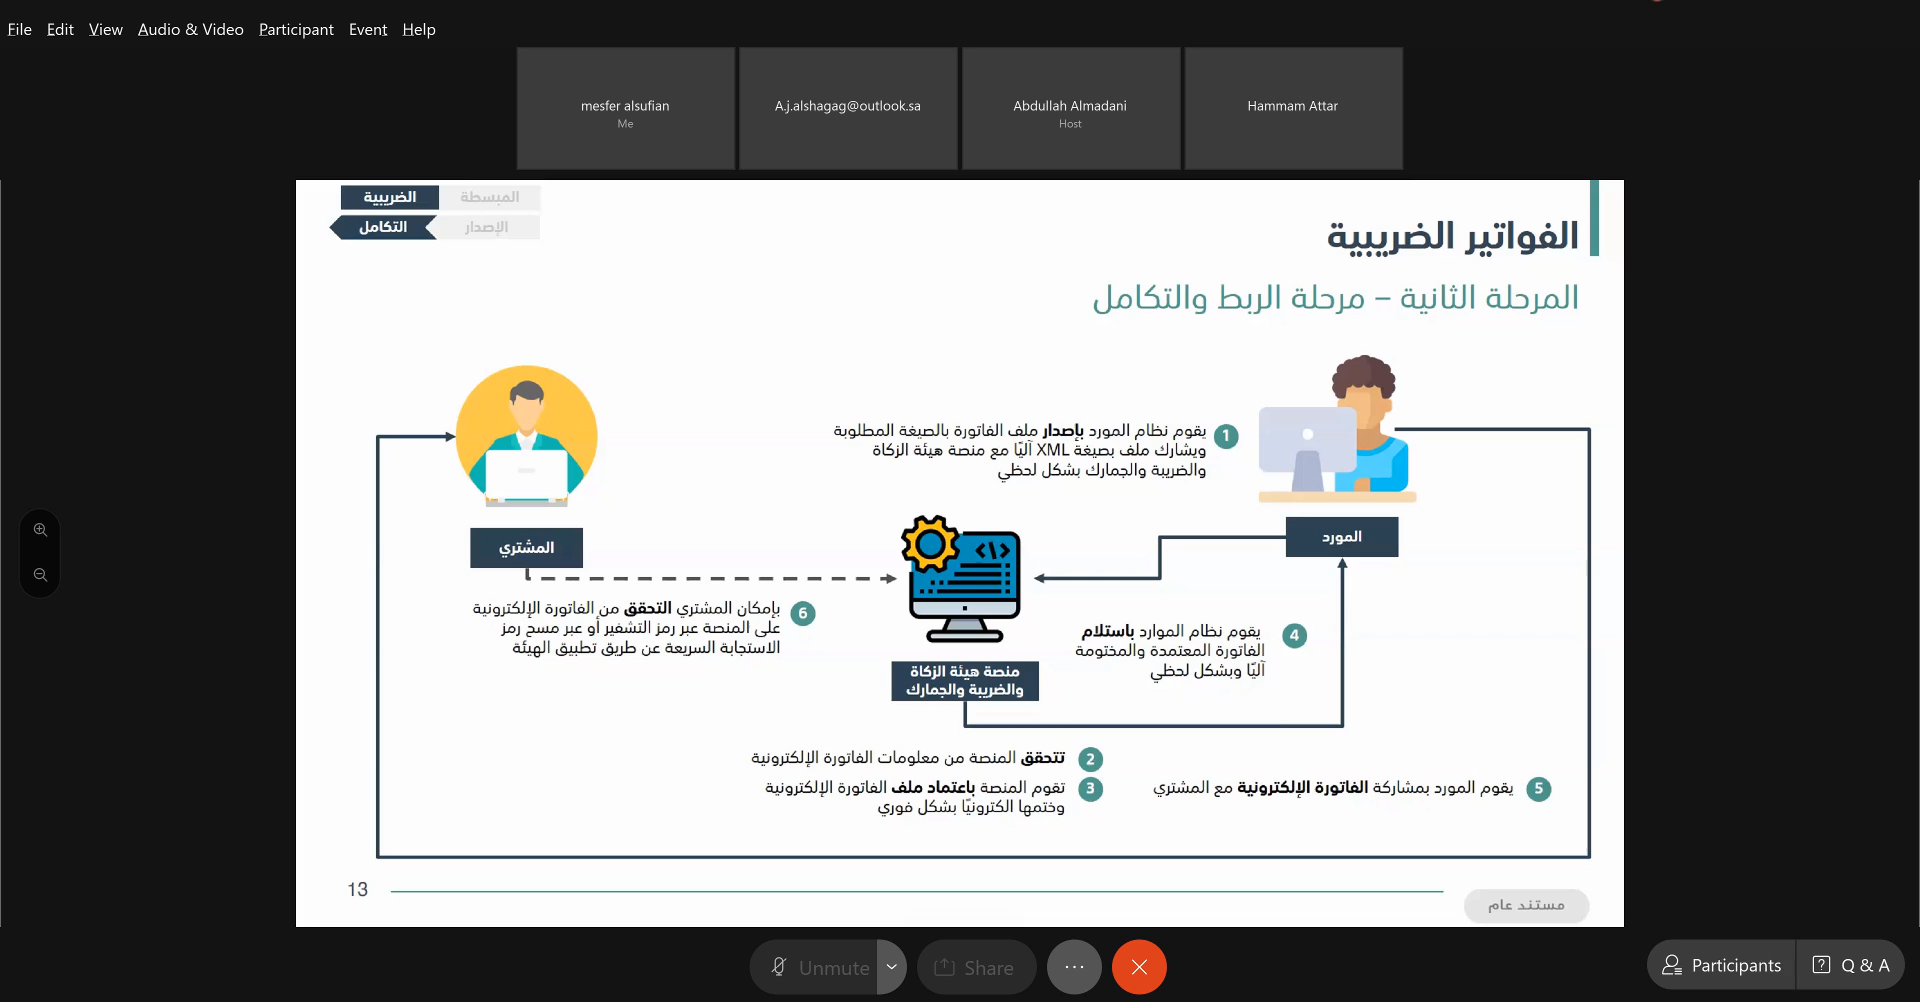 File Edit View Audio & Video Participant Event Help
mesfer alsufian
Me
A.j.alshagag@outlook.sa
Abdullah Almadani
Host
Hammam Attar
المبسطة
الضريبية
الإصدار
التكامل
الفواتير الضريبية
المرحلة الثانية – مرحلة الربط والتكامل
1
يقوم نظام المورد بإصدار ملف الفاتورة بالصيغة المطلوبة
ويشارك ملف بصيغة XML آليًا مع منصة هيئة الزكاة
والضريبة والجمارك بشكل لحظي
المورد
المشتري
6
بإمكان المشتري التحقق من الفاتورة الإلكترونية
على المنصة عبر رمز التشفير أو عبر مسح رمز
الاستجابة السريعة عن طريق تطبيق الهيئة
4
يقوم نظام الموارد باستلام
الفاتورة المعتمدة والمختومة
آليًا وبشكل لحظي
منصة هيئة الزكاة
والضريبة والجمارك
2
تتحقق المنصة من معلومات الفاتورة الإلكترونية
3
تقوم المنصة باعتماد ملف الفاتورة الإلكترونية
وختمها الكترونيًا بشكل فوري
5
يقوم المورد بمشاركة الفاتورة الإلكترونية مع المشتري
13
مستند عام
Unmute
Share
Participants
Q & A